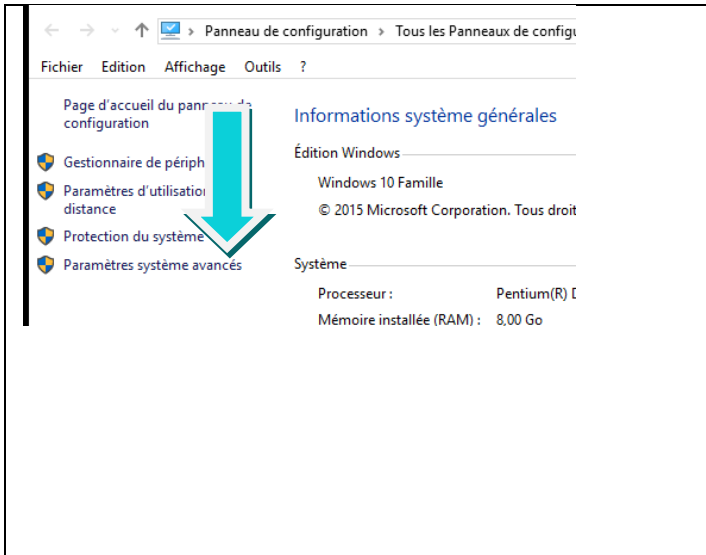 Panneau de configuration > Tous les Panneaux de configu
Fichier Edition Affichage Outils ?
Page d'accueil du panneau de
configuration
Gestionnaire de périph
Paramètres d'utilisation
distance
Protection du système
Paramètres système avancés
Informations système générales
Édition Windows
Windows 10 Famille
© 2015 Microsoft Corporation. Tous droit
Système
Processeur : Pentium(R) D
Mémoire installée (RAM) : 8,00 Go